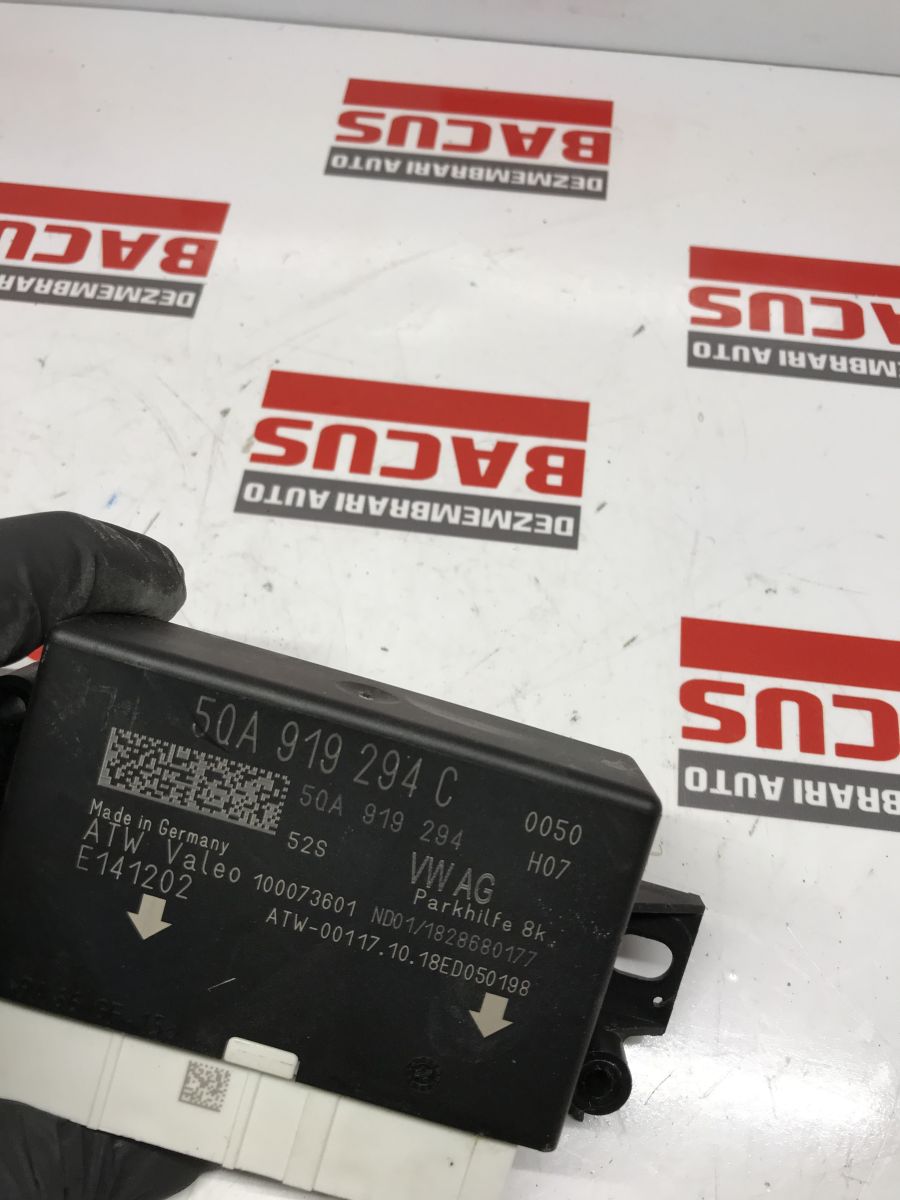 BACUS
DEZMEMBRARI AUTO
BACUS
DEZMEMBRARI
BACUS
DEZMEMBRARI AUTO
BACUS
DEZMEMBRARI AUTO
BACUS
DEZMEMBRARI AUTO
5QA 919 294 C
5QA 919 294
0050
52S
H07
Made in Germany
VW AG
ATW Valeo
Parkhilfe 8k
E141202
100073601 ND01/1828680177
ATW-00117.10.18ED050198